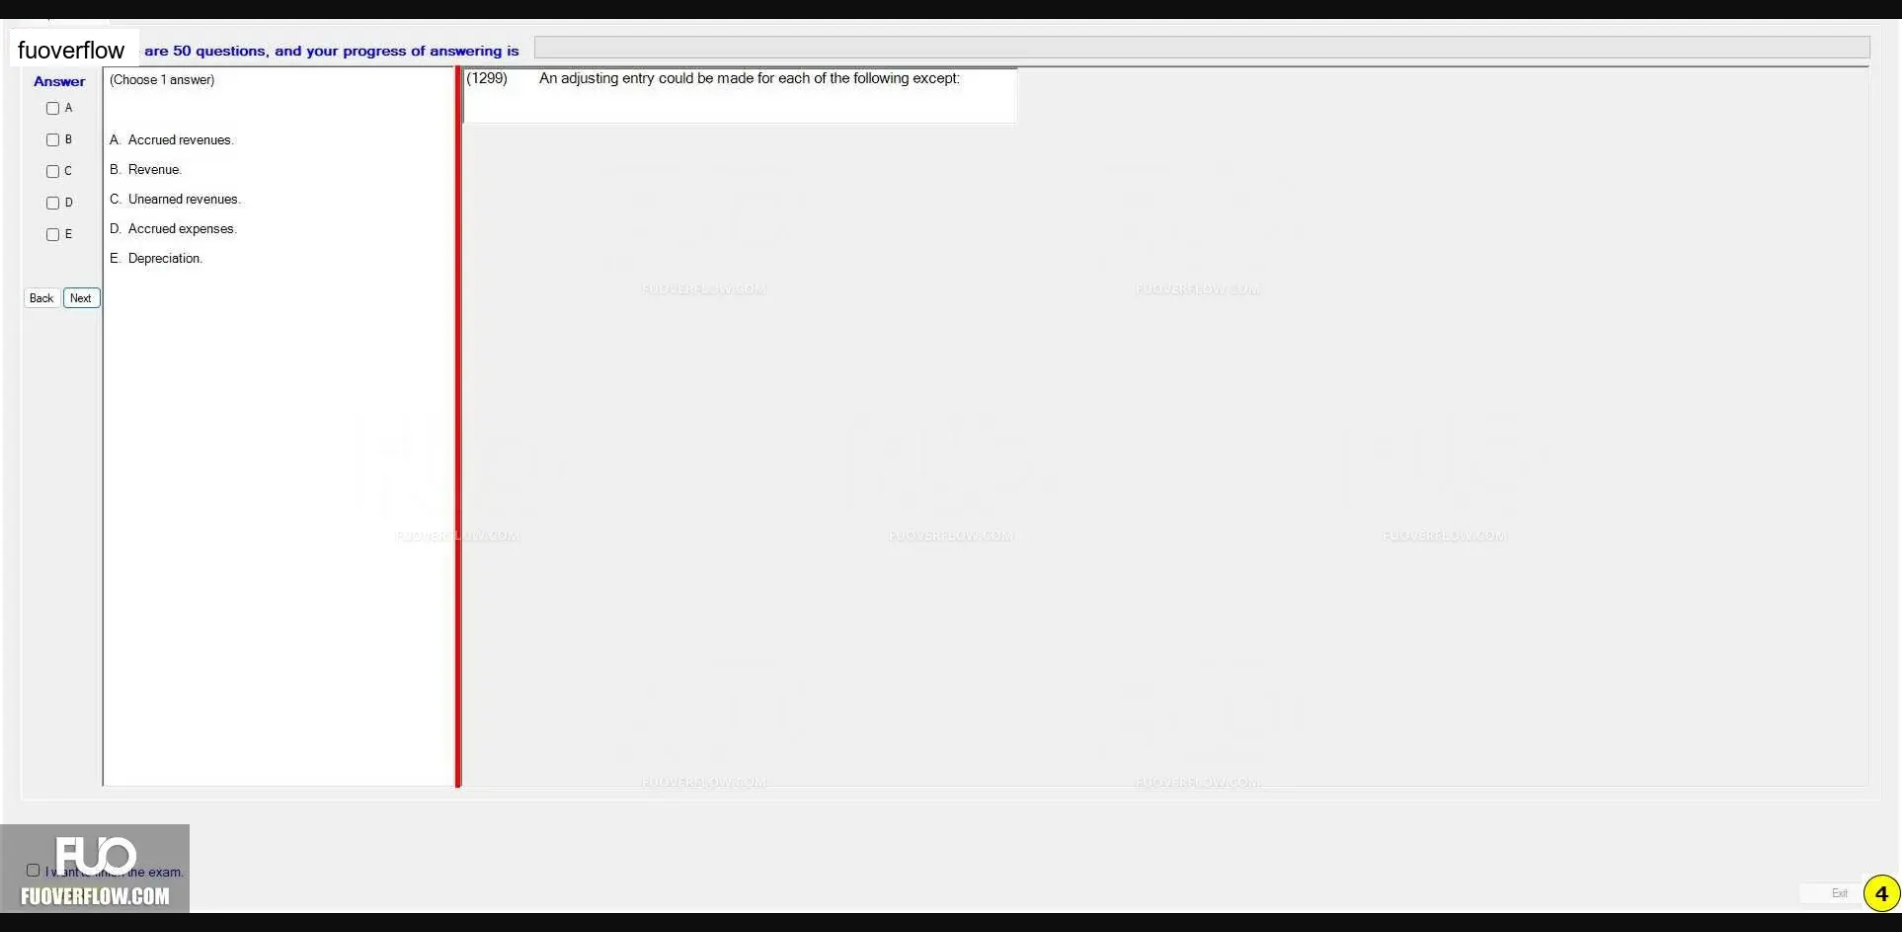 fuoverflow are 50 questions, and your progress of answering is
Answer
(Choose 1 answer)
(1299) An adjusting entry could be made for each of the following except:
A
B
C
D
E
A. Accrued revenues.
B. Revenue.
C. Unearned revenues.
D. Accrued expenses.
E. Depreciation.
Back Next
FUOVERFLOW.COM FUOVERFLOW.COM
FUOVERFLOW.COM FUOVERFLOW.COM FUOVERFLOW.COM
FUOVERFLOW.COM FUOVERFLOW.COM
FUO
I want to finish the exam.
FUOVERFLOW.COM
Exit 4